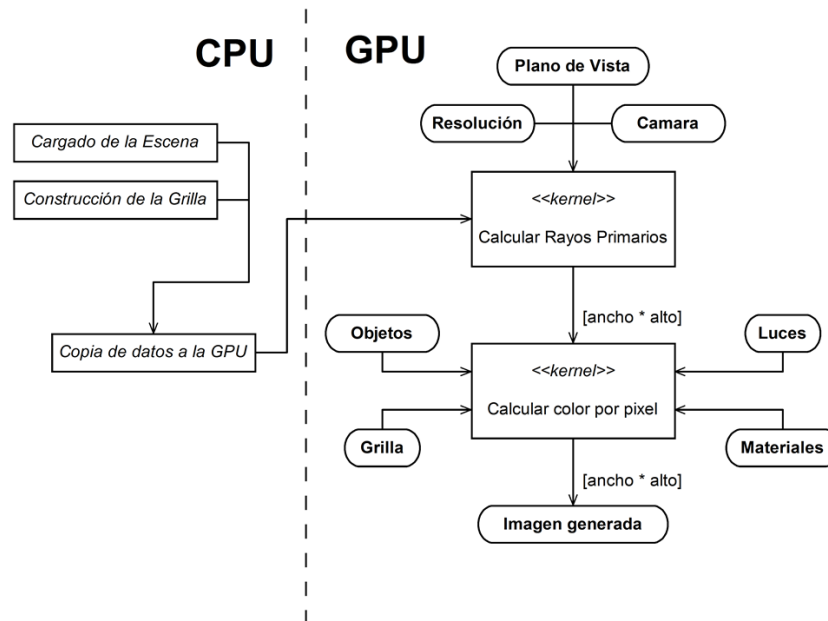 CPU
GPU
Plano de Vista
Resolución
Camara
Cargado de la Escena
Construcción de la Grilla
<<kernel>>
Calcular Rayos Primarios
[ancho * alto]
Copia de datos a la GPU
Objetos
Luces
<<kernel>>
Calcular color por pixel
Grilla
Materiales
[ancho * alto]
Imagen generada